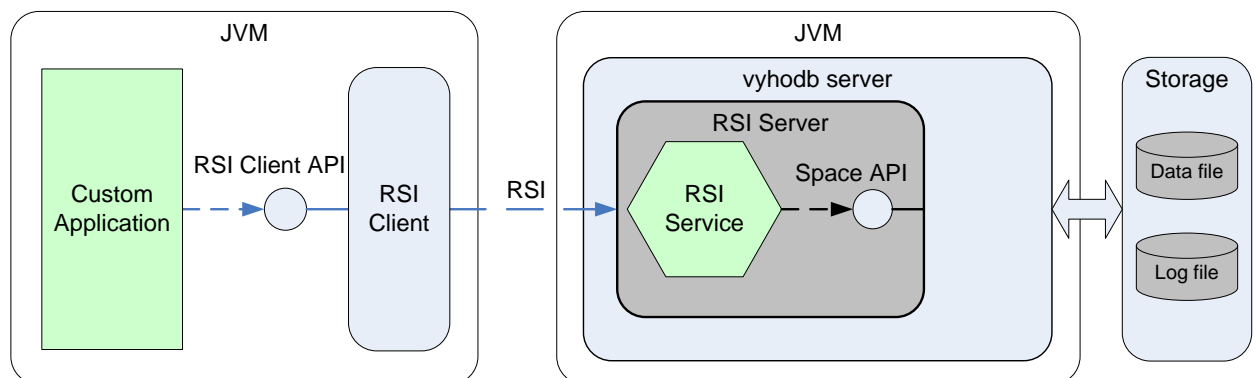 JVM
Custom
Application
RSI Client API
RSI
Client
RSI
JVM
vyhodb server
RSI Server
RSI
Service
Space API
Storage
Data file
Log file